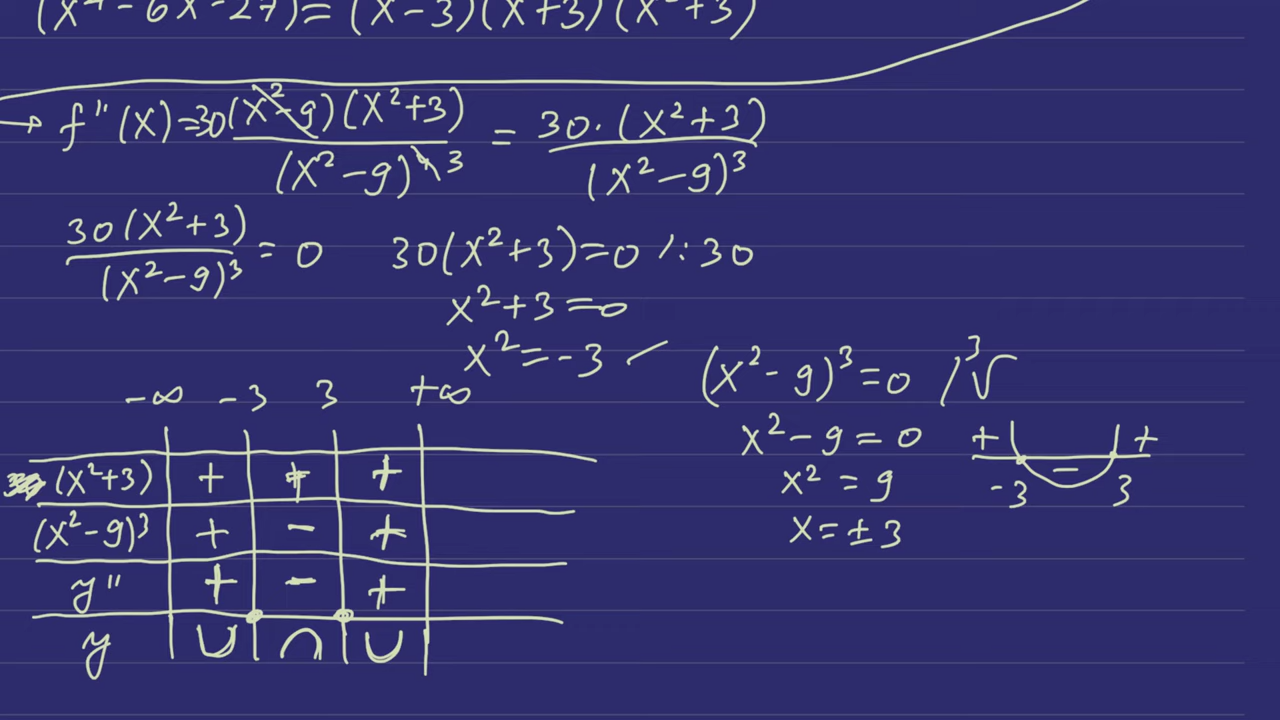 (x⁴-6x²-27)=(x-3)(x+3)(x²+3)
→ f''(x)=30(x²-9)(x²+3)/(x²-9)⁴ ³ = 30·(x²+3)/(x²-9)³
30(x²+3)/(x²-9)³ = 0 30(x²+3)=0 /:30
x²+3=0
x²=-3
(x²-9)³=0 /³√
x²-9=0
x²=9
x=±3
+ - +
-3 3
-∞ -3 3 +∞
(x²+3) + + +
(x²-9)³ + - +
y'' + - +
y ∪ ∩ ∪